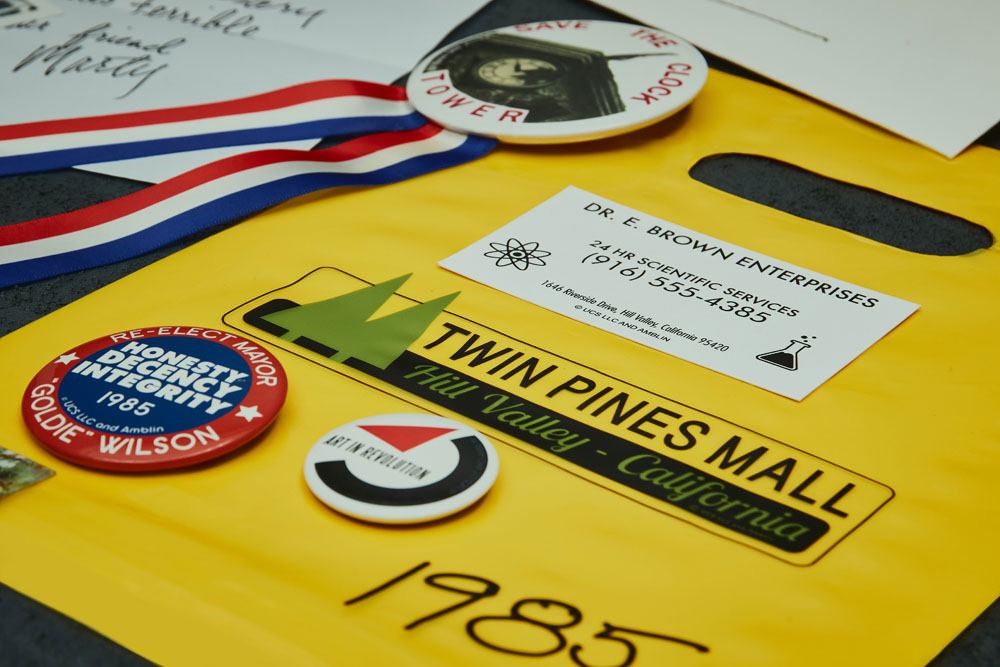 terrible
friend
Marty
SAVE THE CLOCK
TOWER
DR. E. BROWN ENTERPRISES
24 HR SCIENTIFIC SERVICES
(916) 555-4385
1646 Riverside Drive, Hill Valley, California 95420
© UCS LLC AND AMBLIN
TWIN PINES MALL
Hill Valley - California
RE-ELECT MAYOR
HONESTY
DECENCY
INTEGRITY
1985
© UCS LLC and Amblin
"GOLDIE" WILSON
ART IN REVOLUTION
1985